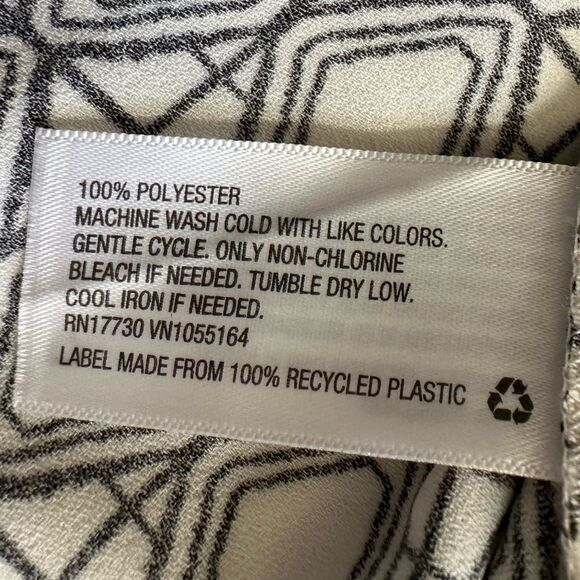 100% POLYESTER
MACHINE WASH COLD WITH LIKE COLORS.
GENTLE CYCLE. ONLY NON-CHLORINE
BLEACH IF NEEDED. TUMBLE DRY LOW.
COOL IRON IF NEEDED.
RN17730 VN1055164
LABEL MADE FROM 100% RECYCLED PLASTIC